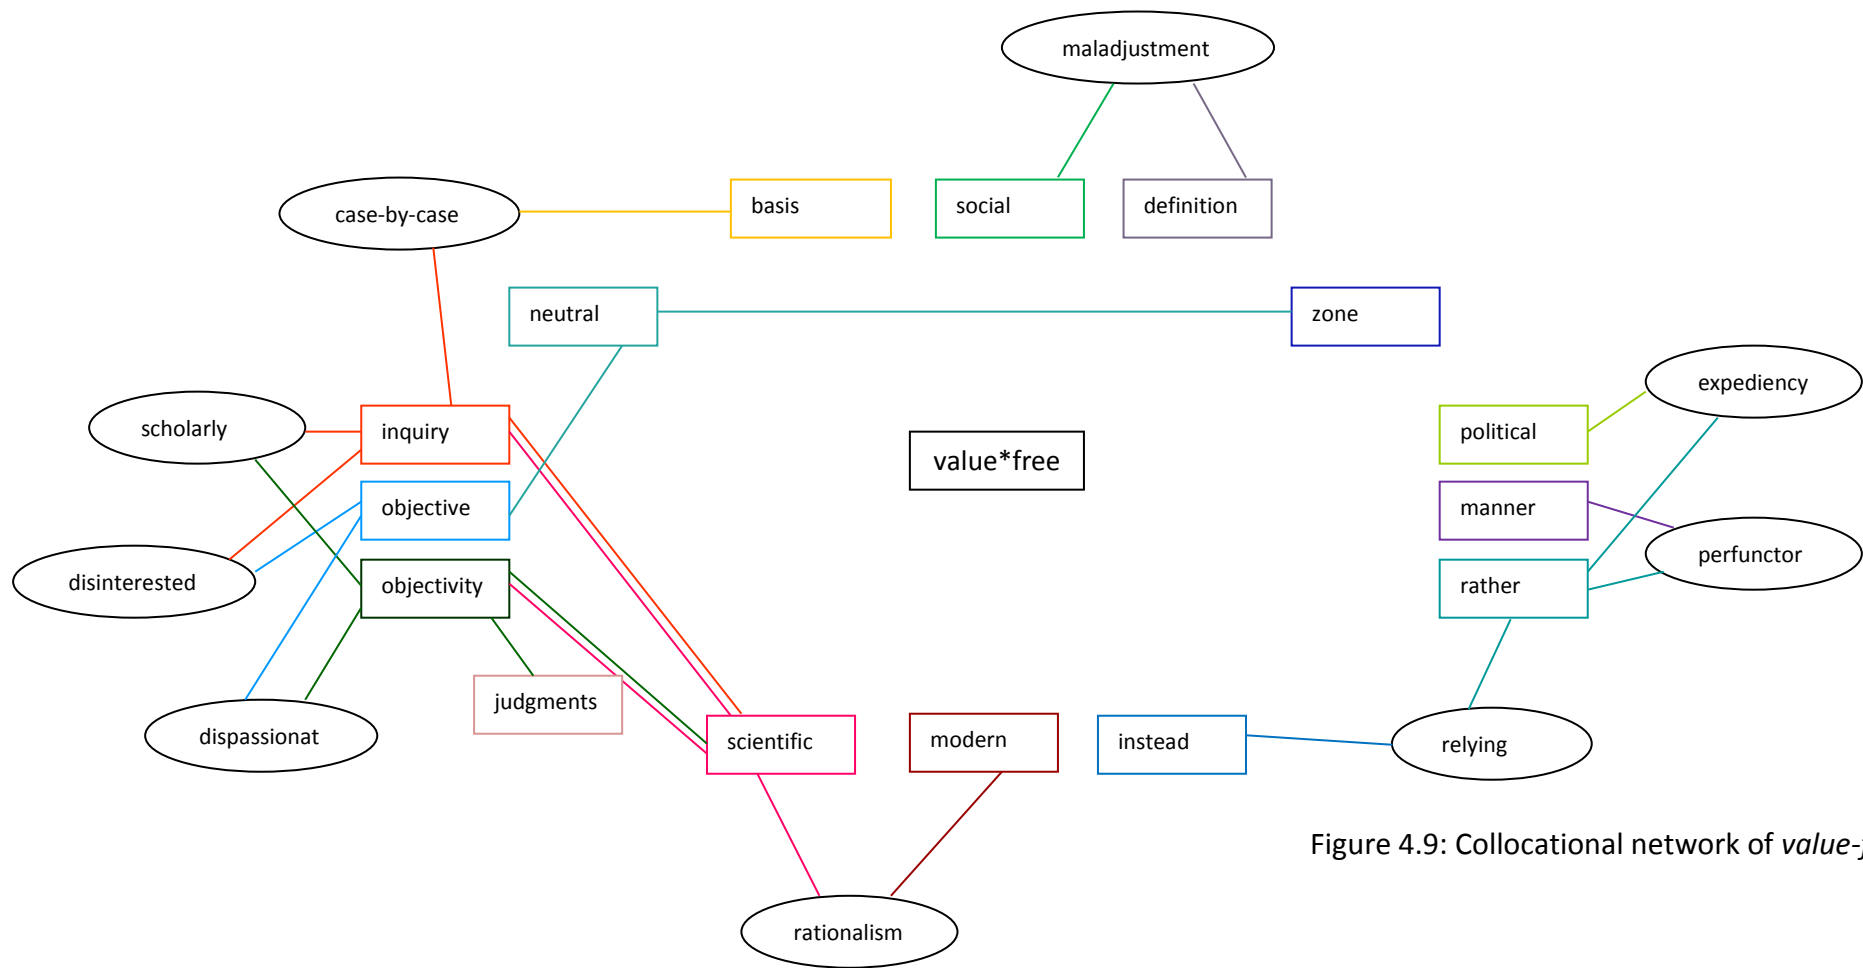 maladjustment
case-by-case
basis
social
definition
neutral
zone
expediency
scholarly
inquiry
political
value*free
objective
manner
disinterested
objectivity
rather
perfunctor
judgments
dispassionat
scientific
modern
instead
relying
Figure 4.9: Collocational network of value-f
rationalism